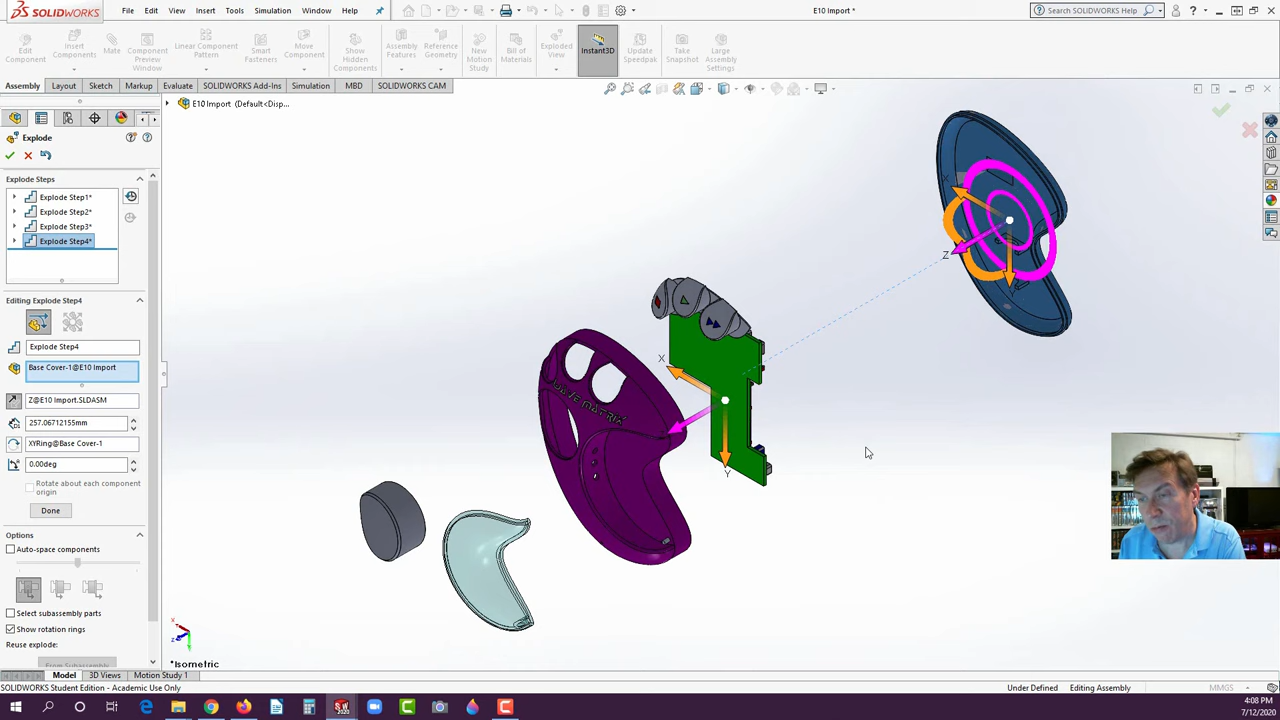 SOLIDWORKS
File Edit View Insert Tools Simulation Window Help
E10 Import *
Search SOLIDWORKS Help
Edit Component
Insert Components
Mate
Component Preview Window
Linear Component Pattern
Smart Fasteners
Move Component
Show Hidden Components
Assembly Features
Reference Geometry
New Motion Study
Bill of Materials
Exploded View
Instant3D
Update Speedpak
Take Snapshot
Large Assembly Settings
Assembly Layout Sketch Markup Evaluate SOLIDWORKS Add-Ins Simulation MBD SOLIDWORKS CAM
E10 Import (Default<Disp...
Explode
Explode Steps
Explode Step1*
Explode Step2*
Explode Step3*
Explode Step4*
Editing Explode Step4
Explode Step4
Base Cover-1@E10 Import
Z@E10 Import.SLDASM
257.06712155mm
XYRing@Base Cover-1
0.00deg
Rotate about each component origin
Done
Options
Auto-space components
Select subassembly parts
Show rotation rings
Reuse explode:
From Subassembly
X
Z
X
Y
WAVE MATRIX
*Isometric
Model 3D Views Motion Study 1
SOLIDWORKS Student Edition - Academic Use Only
Under Defined Editing Assembly MMGS
4:08 PM
7/12/2020